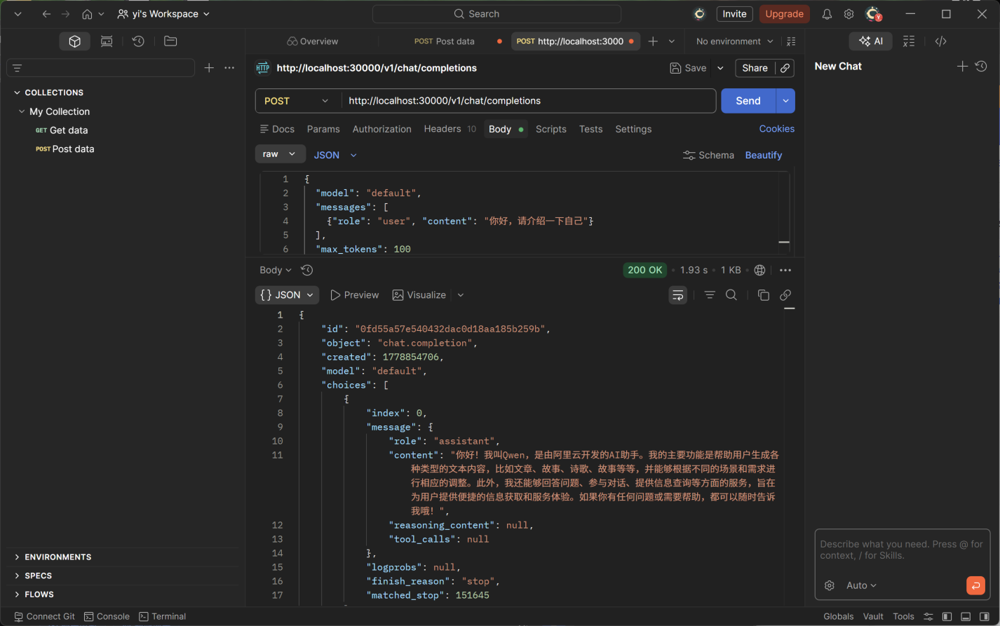 yi's Workspace
Search
Invite
Upgrade
Overview
POST Post data
POST http://localhost:3000
No environment
AI
HTTP http://localhost:30000/v1/chat/completions
Save
Share
New Chat
COLLECTIONS
My Collection
GET Get data
POST Post data
POST
http://localhost:30000/v1/chat/completions
Send
Docs
Params
Authorization
Headers 10
Body
Scripts
Tests
Settings
Cookies
raw
JSON
Schema
Beautify
1 {
2 "model": "default",
3 "messages": [
4 {"role": "user", "content": "你好，请介绍一下自己"}
5 ],
6 "max_tokens": 100
Body
200 OK
1.93 s
1 KB
{} JSON
Preview
Visualize
1 {
2 "id": "0fd55a57e540432dac0d18aa185b259b",
3 "object": "chat.completion",
4 "created": 1778854706,
5 "model": "default",
6 "choices": [
7 {
8 "index": 0,
9 "message": {
10 "role": "assistant",
11 "content": "你好！我叫Qwen，是由阿里云开发的AI助手。我的主要功能是帮助用户生成各
种类型的文本内容，比如文章、故事、诗歌、故事等等，并能够根据不同的场景和需求进
行相应的调整。此外，我还能够回答问题、参与对话、提供信息查询等方面的服务，旨在
为用户提供便捷的信息获取和服务体验。如果你有任何问题或需要帮助，都可以随时告诉
我哦！",
12 "reasoning_content": null,
13 "tool_calls": null
14 },
15 "logprobs": null,
16 "finish_reason": "stop",
17 "matched_stop": 151645
ENVIRONMENTS
SPECS
FLOWS
Describe what you need. Press @ for
context, / for Skills.
Auto
Connect Git
Console
Terminal
Globals
Vault
Tools